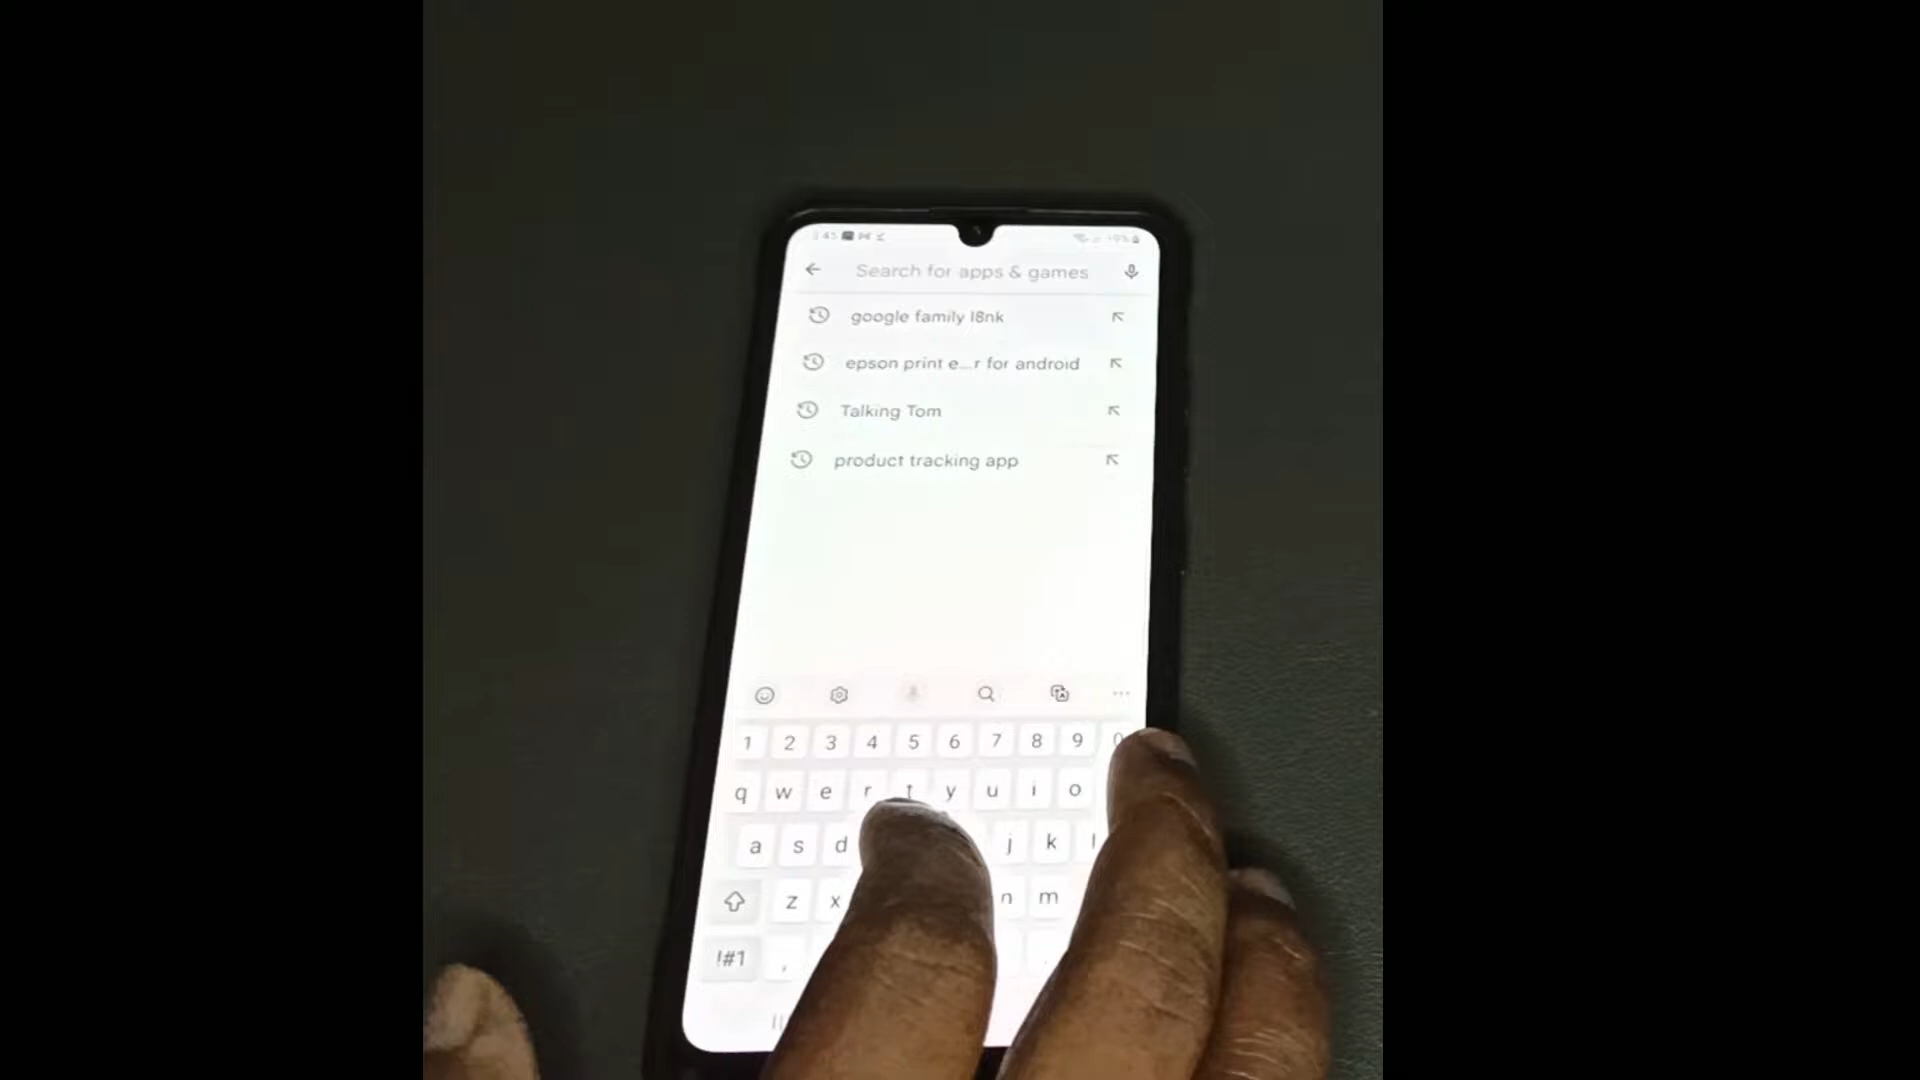 Search for apps & games
google family l8nk
epson print e...r for android
Talking Tom
product tracking app
1 2 3 4 5 6 7 8 9 0
q w e r t y u i o
a s d j k l
z x n m
!#1 , .